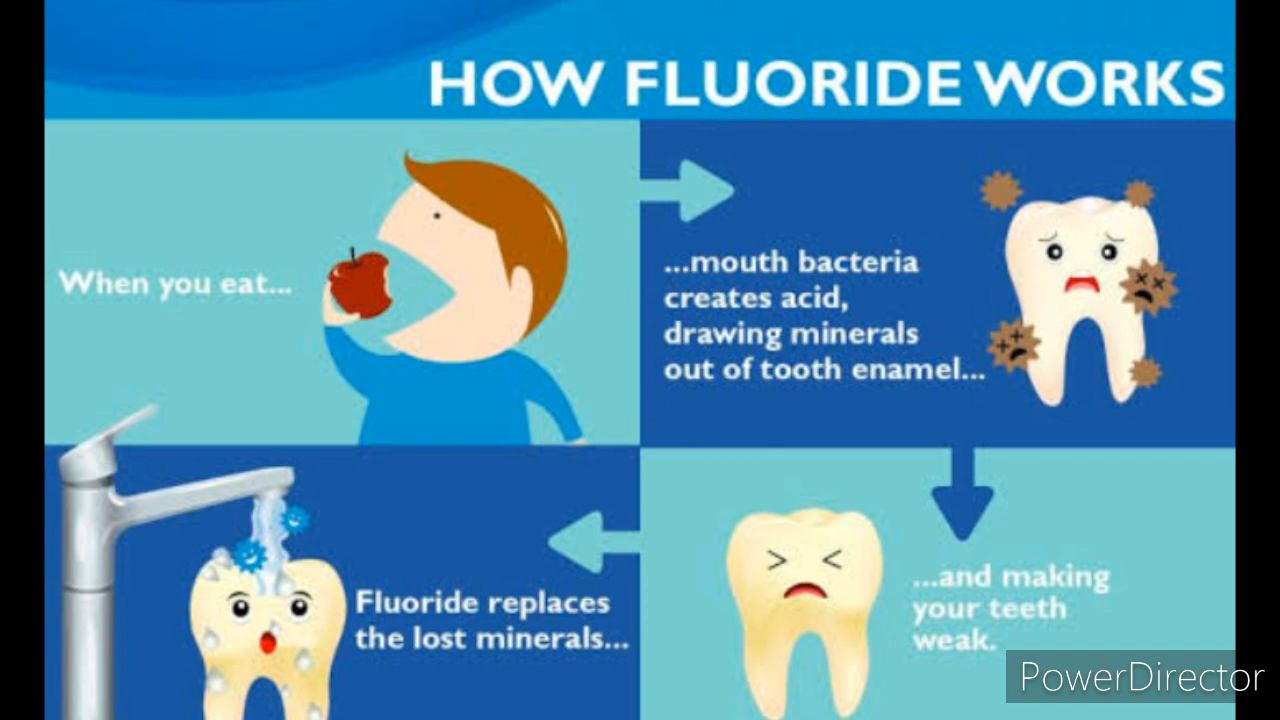 HOW FLUORIDE WORKS
When you eat...
...mouth bacteria
creates acid,
drawing minerals
out of tooth enamel...
...and making
your teeth
weak.
Fluoride replaces
the lost minerals...
PowerDirector